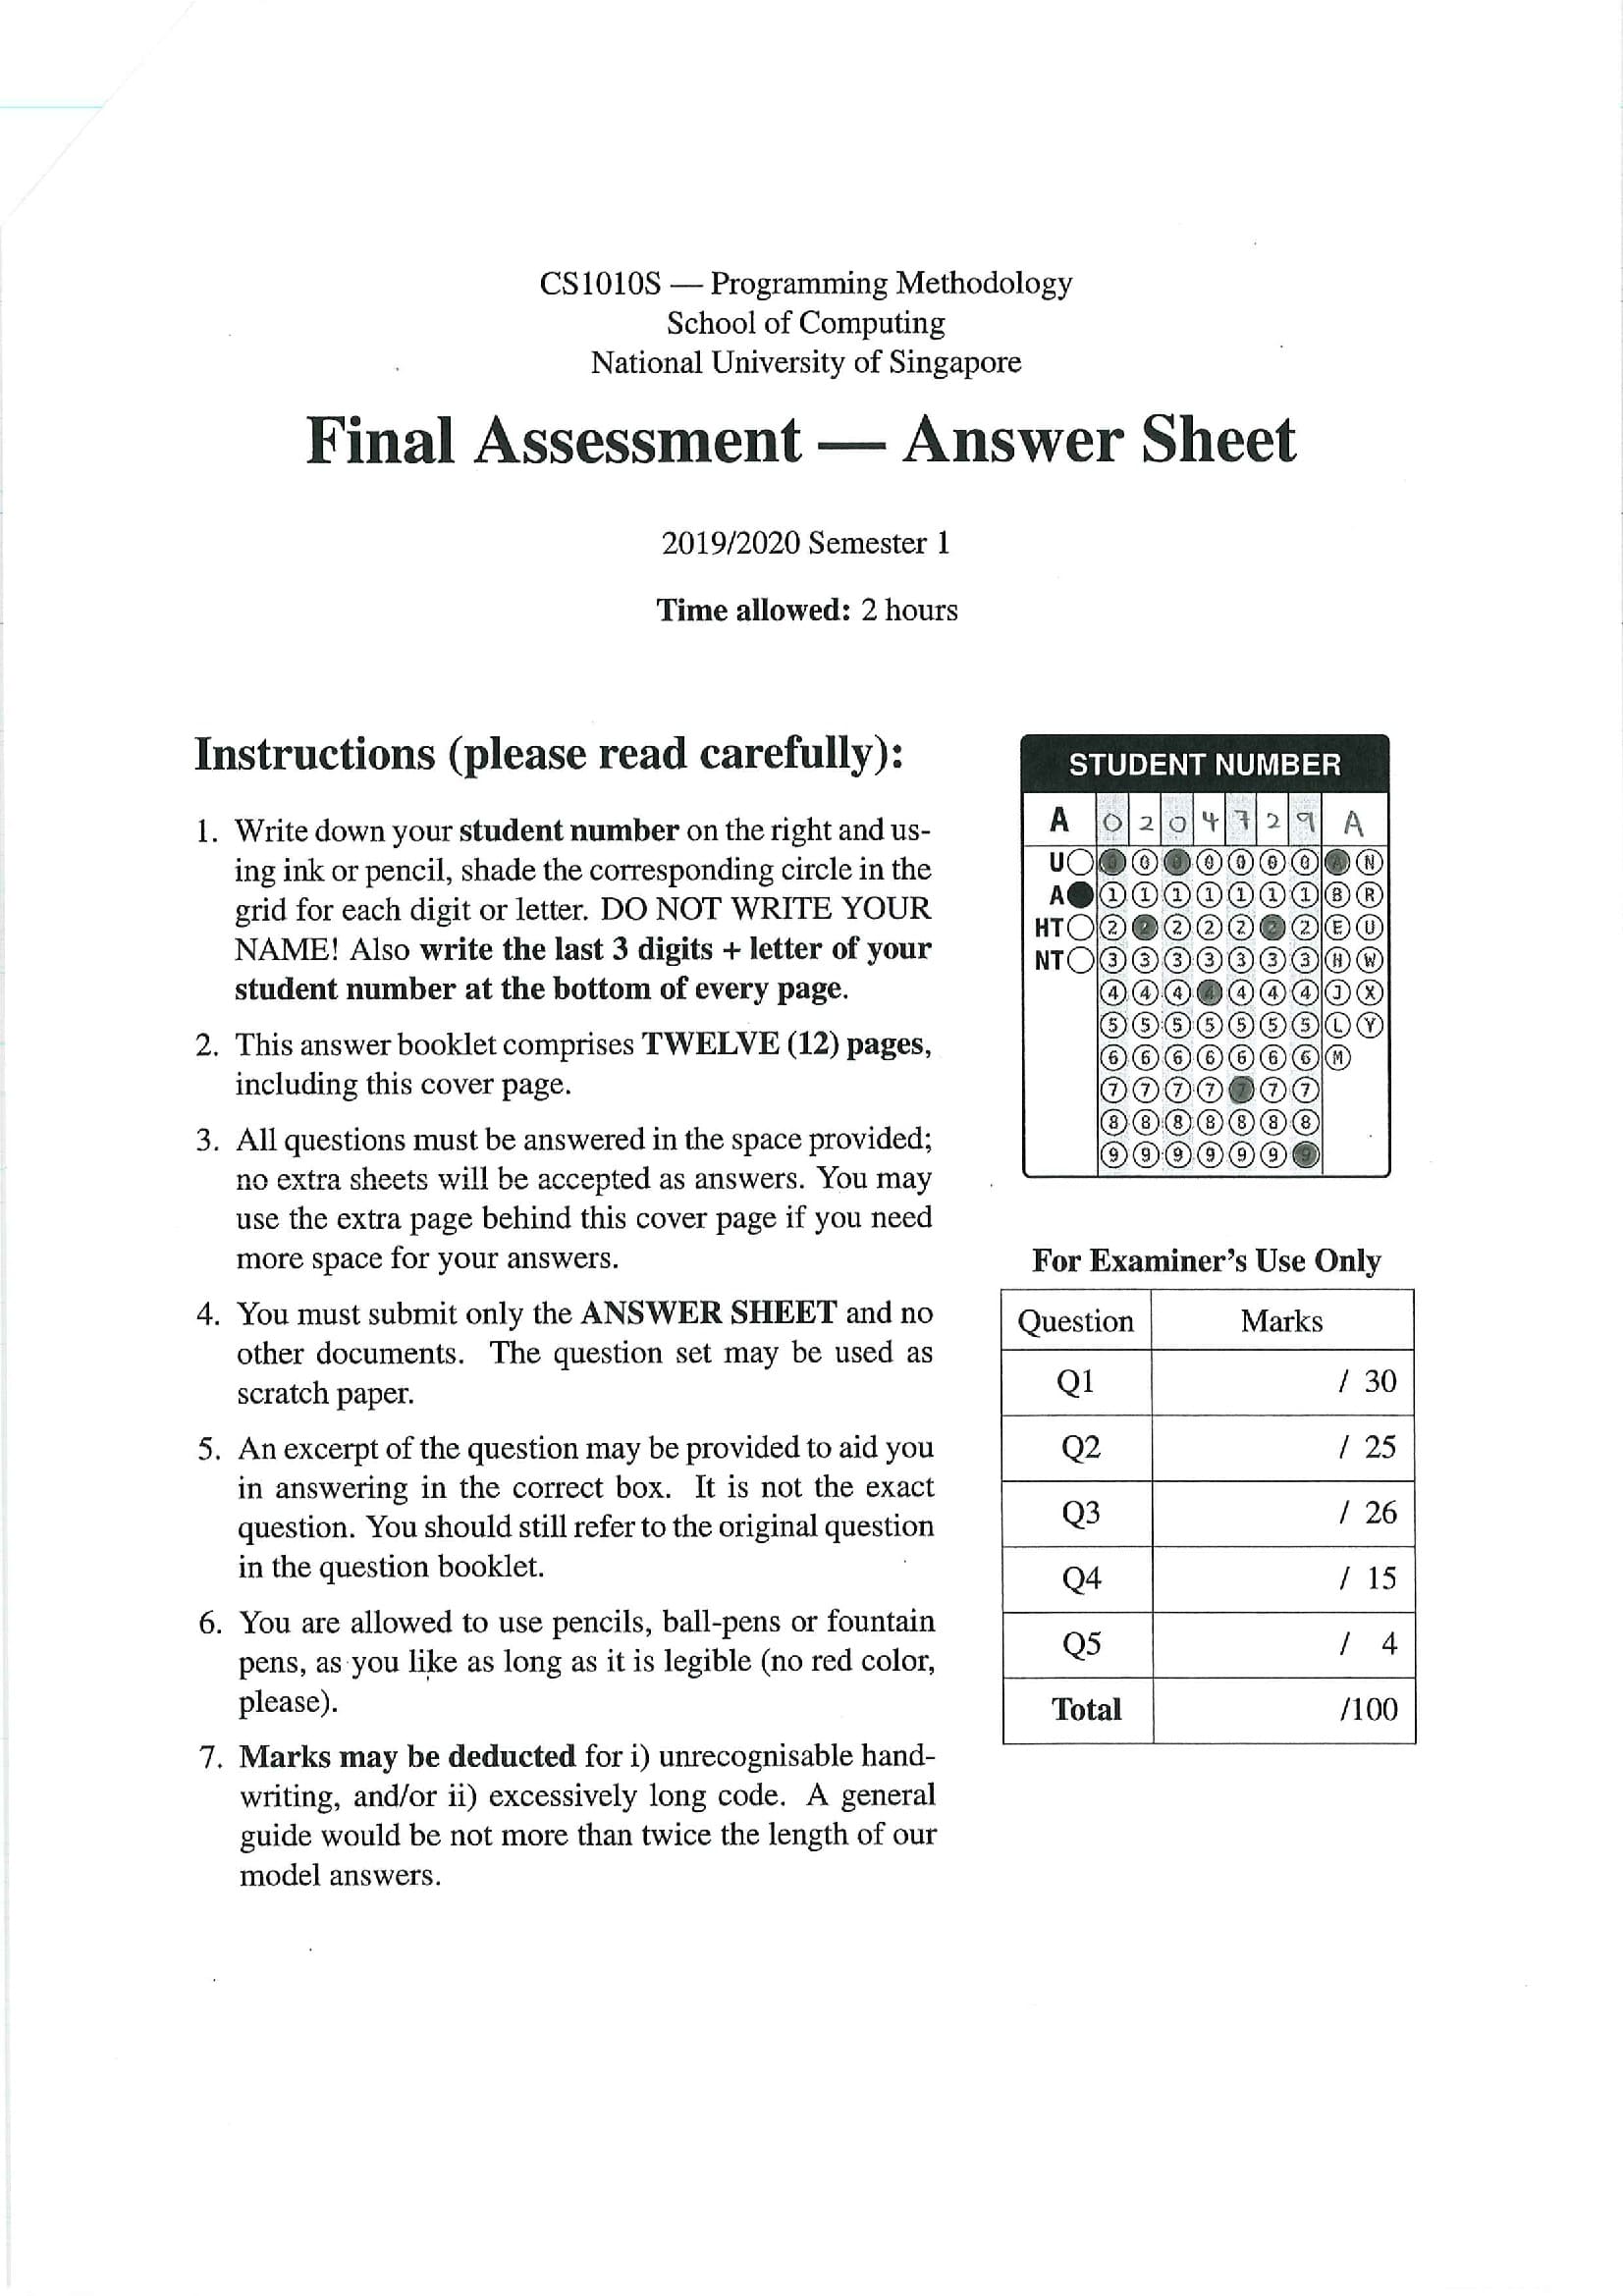 CS1010S — Programming Methodology
School of Computing
National University of Singapore
Final Assessment — Answer Sheet
2019/2020 Semester 1
Time allowed: 2 hours
Instructions (please read carefully):
1. Write down your student number on the right and us-
ing ink or pencil, shade the corresponding circle in the
grid for each digit or letter. DO NOT WRITE YOUR
NAME! Also write the last 3 digits + letter of your
student number at the bottom of every page.
2. This answer booklet comprises TWELVE (12) pages,
including this cover page.
3. All questions must be answered in the space provided;
no extra sheets will be accepted as answers. You may
use the extra page behind this cover page if you need
more space for your answers.
4. You must submit only the ANSWER SHEET and no
other documents. The question set may be used as
scratch paper.
5. An excerpt of the question may be provided to aid you
in answering in the correct box. It is not the exact
question. You should still refer to the original question
in the question booklet.
6. You are allowed to use pencils, ball-pens or fountain
pens, as you like as long as it is legible (no red color,
please).
7. Marks may be deducted for i) unrecognisable hand-
writing, and/or ii) excessively long code. A general
guide would be not more than twice the length of our
model answers.
STUDENT NUMBER
A 0 2 0 4 7 2 9 A
U 0 0 0 0 0 0 0 A N
A 1 1 1 1 1 1 1 B R
HT 2 2 2 2 2 2 2 E U
NT 3 3 3 3 3 3 3 H W
4 4 4 4 4 4 4 J X
5 5 5 5 5 5 5 L Y
6 6 6 6 6 6 6 M
7 7 7 7 7 7 7
8 8 8 8 8 8 8
9 9 9 9 9 9 9
For Examiner's Use Only
Question Marks
Q1 / 30
Q2 / 25
Q3 / 26
Q4 / 15
Q5 / 4
Total /100